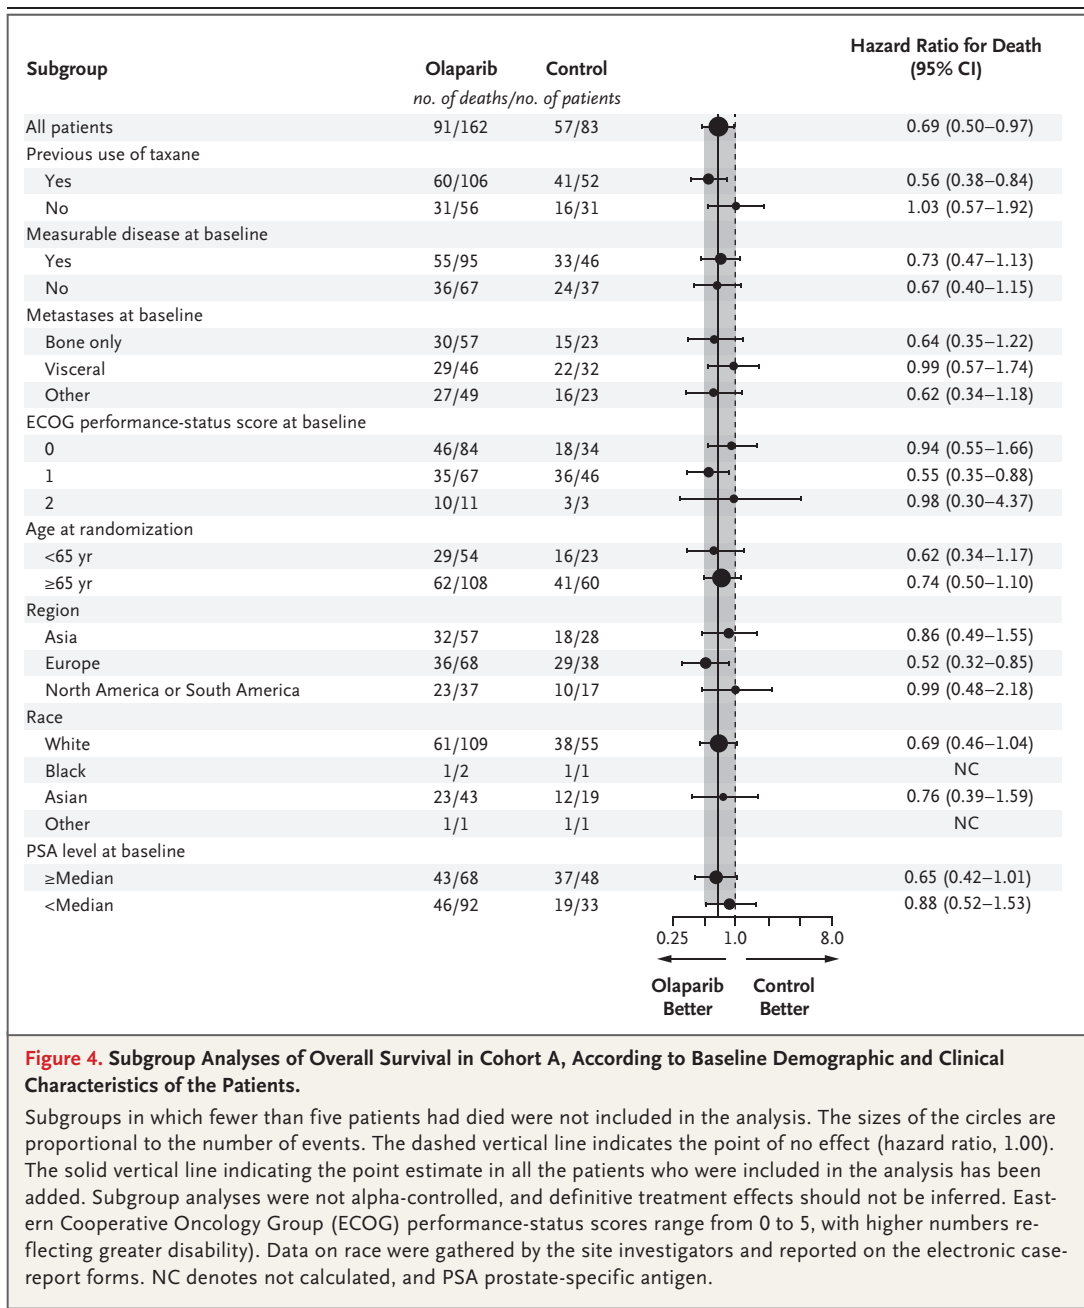 Subgroup Olaparib Control Hazard Ratio for Death (95% CI)
no. of deaths/no. of patients
All patients 91/162 57/83 0.69 (0.50–0.97)
Previous use of taxane
Yes 60/106 41/52 0.56 (0.38–0.84)
No 31/56 16/31 1.03 (0.57–1.92)
Measurable disease at baseline
Yes 55/95 33/46 0.73 (0.47–1.13)
No 36/67 24/37 0.67 (0.40–1.15)
Metastases at baseline
Bone only 30/57 15/23 0.64 (0.35–1.22)
Visceral 29/46 22/32 0.99 (0.57–1.74)
Other 27/49 16/23 0.62 (0.34–1.18)
ECOG performance-status score at baseline
0 46/84 18/34 0.94 (0.55–1.66)
1 35/67 36/46 0.55 (0.35–0.88)
2 10/11 3/3 0.98 (0.30–4.37)
Age at randomization
<65 yr 29/54 16/23 0.62 (0.34–1.17)
≥65 yr 62/108 41/60 0.74 (0.50–1.10)
Region
Asia 32/57 18/28 0.86 (0.49–1.55)
Europe 36/68 29/38 0.52 (0.32–0.85)
North America or South America 23/37 10/17 0.99 (0.48–2.18)
Race
White 61/109 38/55 0.69 (0.46–1.04)
Black 1/2 1/1 NC
Asian 23/43 12/19 0.76 (0.39–1.59)
Other 1/1 1/1 NC
PSA level at baseline
≥Median 43/68 37/48 0.65 (0.42–1.01)
<Median 46/92 19/33 0.88 (0.52–1.53)
0.25 1.0 8.0
Olaparib Better Control Better
Figure 4. Subgroup Analyses of Overall Survival in Cohort A, According to Baseline Demographic and Clinical
Characteristics of the Patients.
Subgroups in which fewer than five patients had died were not included in the analysis. The sizes of the circles are
proportional to the number of events. The dashed vertical line indicates the point of no effect (hazard ratio, 1.00).
The solid vertical line indicating the point estimate in all the patients who were included in the analysis has been
added. Subgroup analyses were not alpha-controlled, and definitive treatment effects should not be inferred. East-
ern Cooperative Oncology Group (ECOG) performance-status scores range from 0 to 5, with higher numbers re-
flecting greater disability). Data on race were gathered by the site investigators and reported on the electronic case-
report forms. NC denotes not calculated, and PSA prostate-specific antigen.